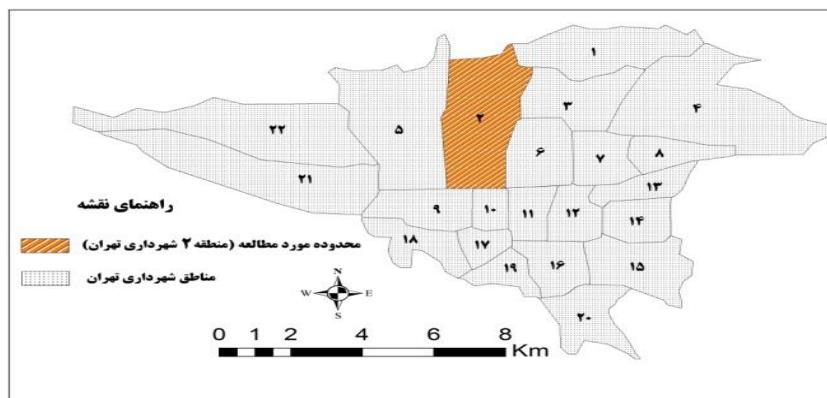 ۱
۲
۳
۴
۵
۲۲
۶
۷
۸
۲۱
۱۳
راهنمای نقشه
۹
۱۰
۱۱
۱۲
۱۴
محدوده مورد مطالعه (منطقه ۲ شهرداری تهران)
۱۸
۱۷
۱۹
۱۶
۱۵
مناطق شهرداری تهران
N
W E
S
۲۰
0 1 2 4 6 8
Km